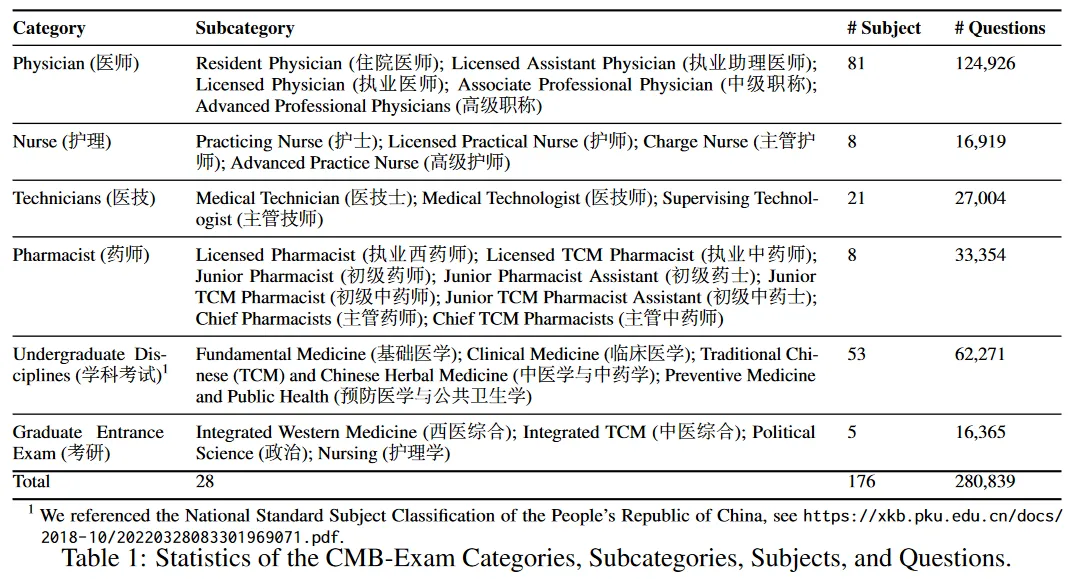 Category Subcategory # Subject # Questions
Physician (医师) Resident Physician (住院医师); Licensed Assistant Physician (执业助理医师); 81 124,926
Licensed Physician (执业医师); Associate Professional Physician (中级职称);
Advanced Professional Physicians (高级职称)
Nurse (护理) Practicing Nurse (护士); Licensed Practical Nurse (护师); Charge Nurse (主管护 8 16,919
师); Advanced Practice Nurse (高级护师)
Technicians (医技) Medical Technician (医技士); Medical Technologist (医技师); Supervising Technol- 21 27,004
ogist (主管技师)
Pharmacist (药师) Licensed Pharmacist (执业西药师); Licensed TCM Pharmacist (执业中药师); 8 33,354
Junior Pharmacist (初级药师); Junior Pharmacist Assistant (初级药士); Junior
TCM Pharmacist (初级中药师); Junior TCM Pharmacist Assistant (初级中药士);
Chief Pharmacists (主管药师); Chief TCM Pharmacists (主管中药师)
Undergraduate Dis- Fundamental Medicine (基础医学); Clinical Medicine (临床医学); Traditional Chi- 53 62,271
ciplines (学科考试)1 nese (TCM) and Chinese Herbal Medicine (中医学与中药学); Preventive Medicine
and Public Health (预防医学与公共卫生学)
Graduate Entrance Integrated Western Medicine (西医综合); Integrated TCM (中医综合); Political 5 16,365
Exam (考研) Science (政治); Nursing (护理学)
Total 28 176 280,839
1 We referenced the National Standard Subject Classification of the People's Republic of China, see https://xkb.pku.edu.cn/docs/
2018-10/20220328083301969071.pdf.
Table 1: Statistics of the CMB-Exam Categories, Subcategories, Subjects, and Questions.